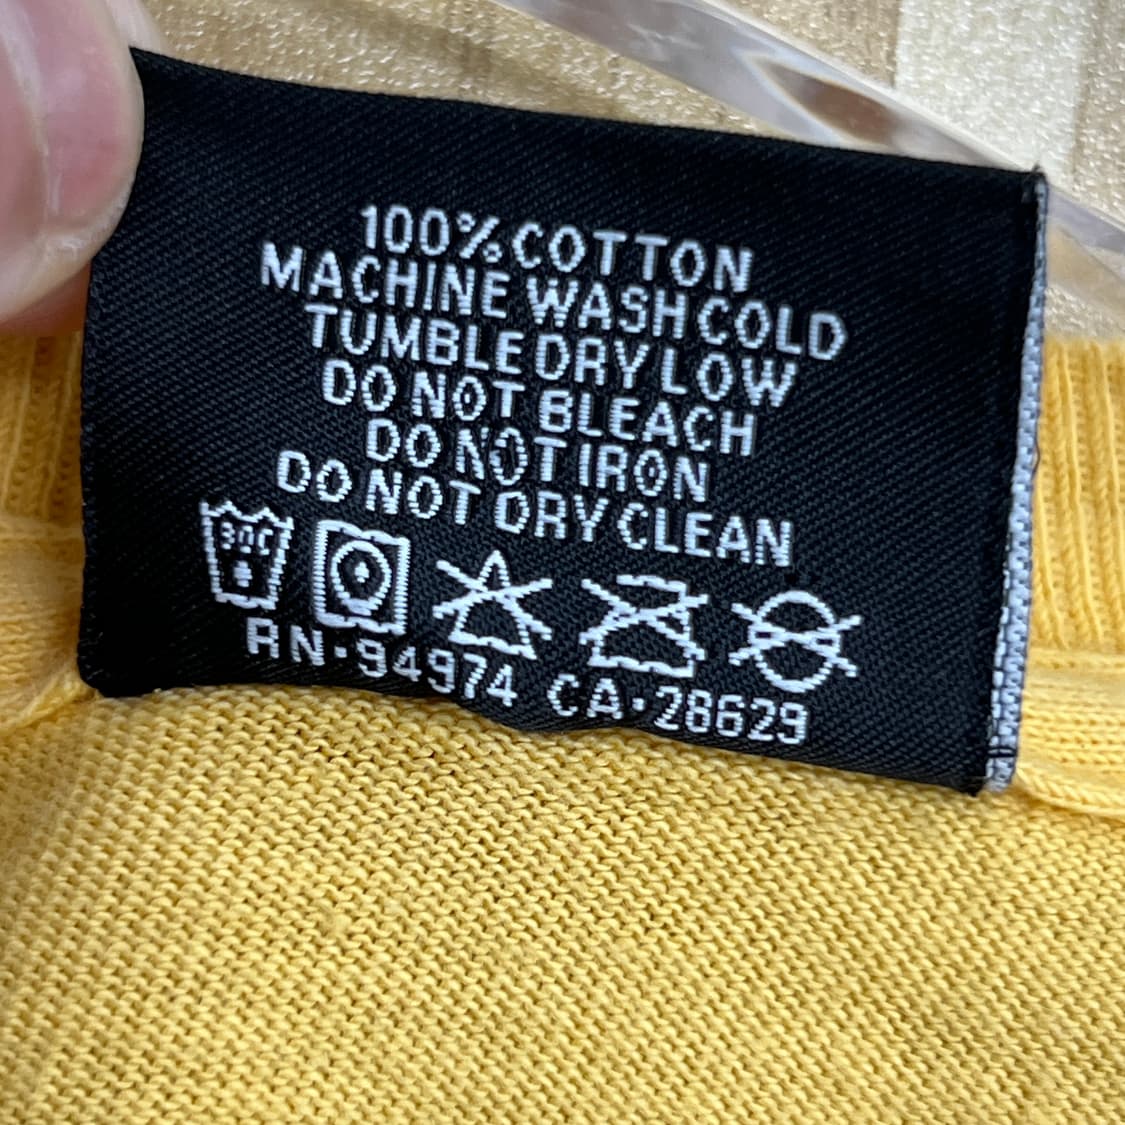 100% COTTON
MACHINE WASH COLD
TUMBLE DRY LOW
DO NOT BLEACH
DO NOT IRON
DO NOT DRY CLEAN
30C
RN·94974 CA·28629